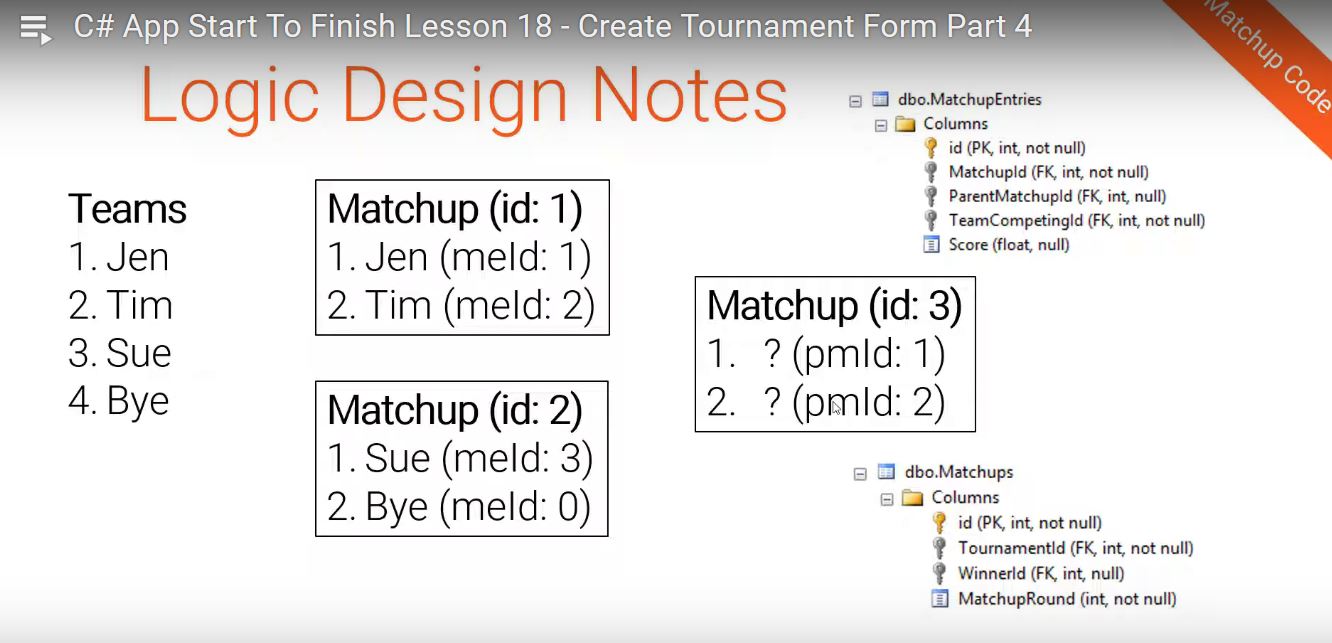 C# App Start To Finish Lesson 18 - Create Tournament Form Part 4
Matchup Code
Logic Design Notes
Teams
1. Jen
2. Tim
3. Sue
4. Bye
Matchup (id: 1)
1. Jen (meId: 1)
2. Tim (meId: 2)
Matchup (id: 2)
1. Sue (meId: 3)
2. Bye (meId: 0)
Matchup (id: 3)
1. ? (pmId: 1)
2. ? (pmId: 2)
dbo.MatchupEntries
Columns
id (PK, int, not null)
MatchupId (FK, int, not null)
ParentMatchupId (FK, int, null)
TeamCompetingId (FK, int, not null)
Score (float, null)
dbo.Matchups
Columns
id (PK, int, not null)
TournamentId (FK, int, not null)
WinnerId (FK, int, null)
MatchupRound (int, not null)